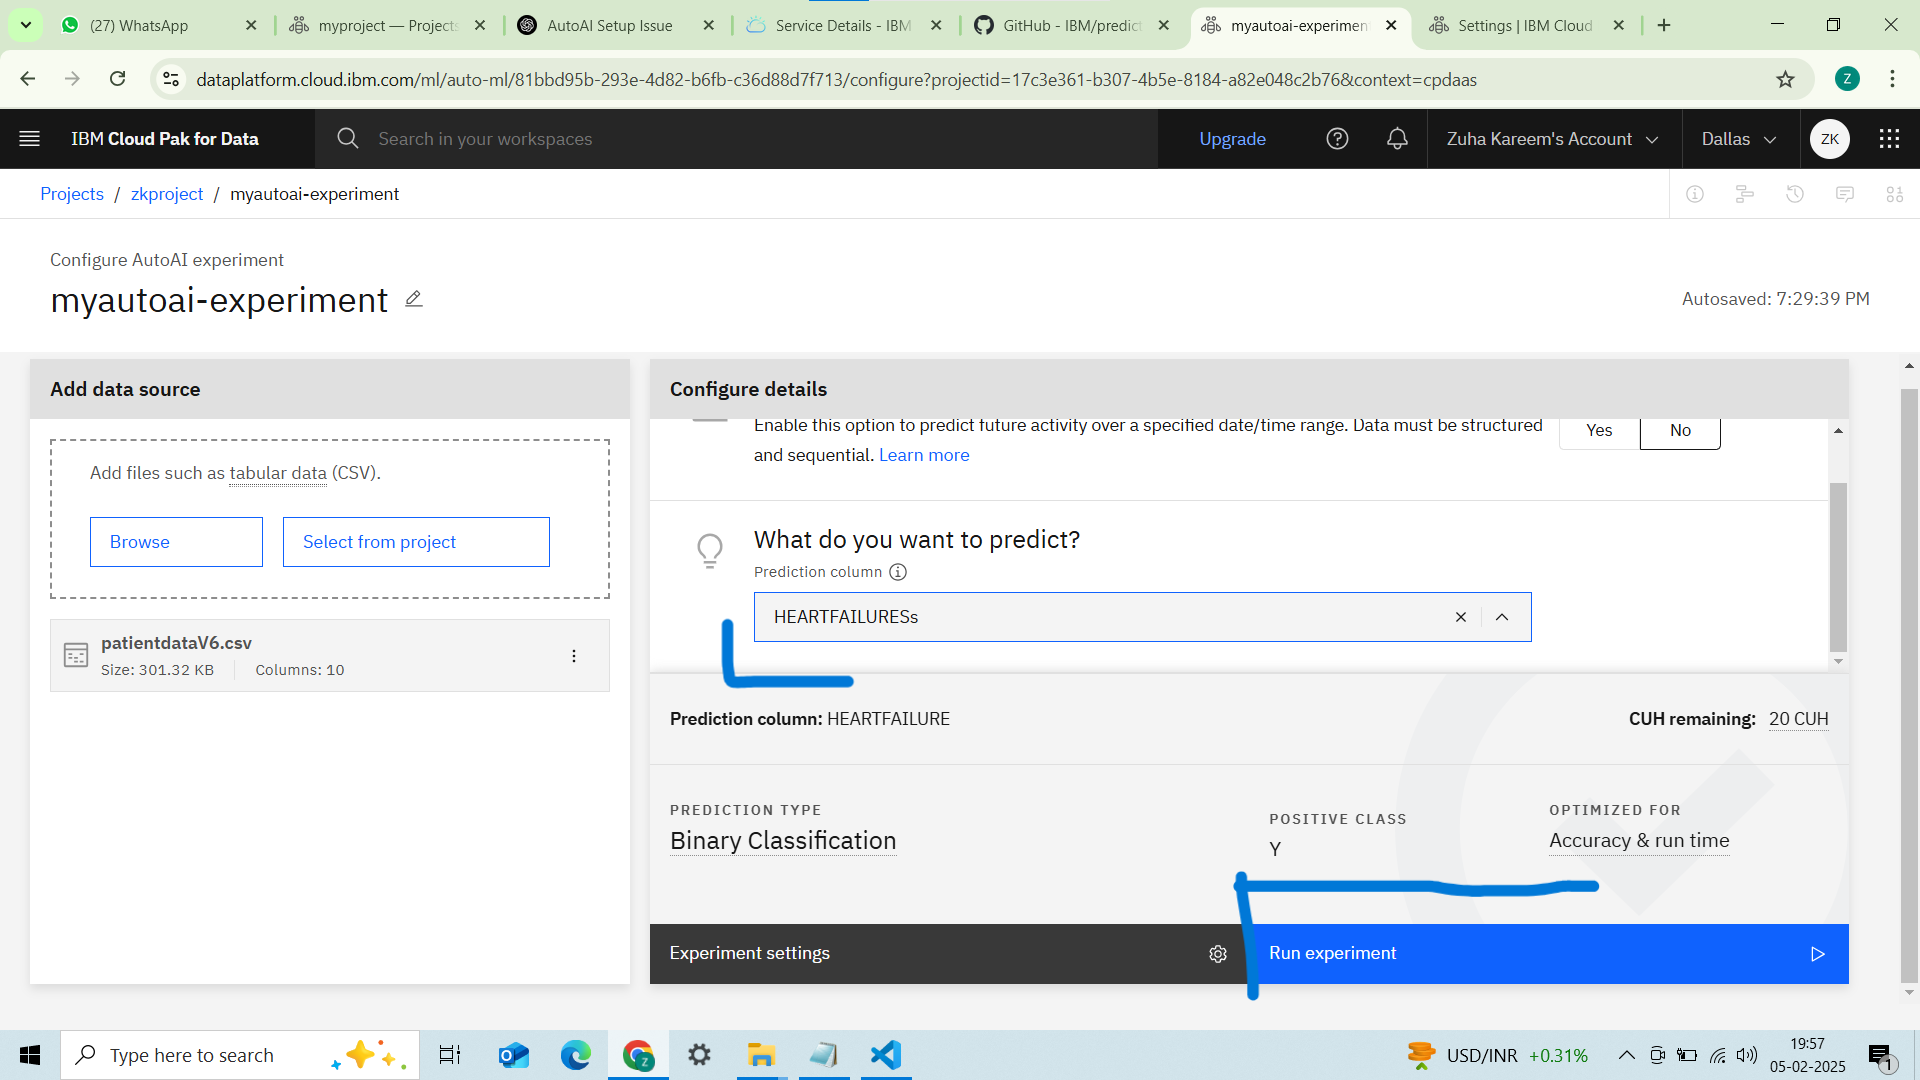 (27) WhatsApp
myproject — Projects
AutoAI Setup Issue
Service Details - IBM
GitHub - IBM/predict
myautoai-experiment
Settings | IBM Cloud
dataplatform.cloud.ibm.com/ml/auto-ml/81bbd95b-293e-4d82-b6fb-c36d88d7f713/configure?projectid=17c3e361-b307-4b5e-8184-a82e048c2b76&context=cpdaas
Z
IBM Cloud Pak for Data
Search in your workspaces
Upgrade
Zuha Kareem's Account
Dallas
ZK
Projects / zkproject / myautoai-experiment
Configure AutoAI experiment
myautoai-experiment
Autosaved: 7:29:39 PM
Add data source
Add files such as tabular data (CSV).
Browse
Select from project
patientdataV6.csv
Size: 301.32 KB
Columns: 10
Configure details
Enable this option to predict future activity over a specified date/time range. Data must be structured
and sequential. Learn more
Yes
No
What do you want to predict?
Prediction column
HEARTFAILURESs
Prediction column: HEARTFAILURE
CUH remaining: 20 CUH
PREDICTION TYPE
Binary Classification
POSITIVE CLASS
Y
OPTIMIZED FOR
Accuracy & run time
Experiment settings
Run experiment
Type here to search
USD/INR +0.31%
19:57
05-02-2025
1